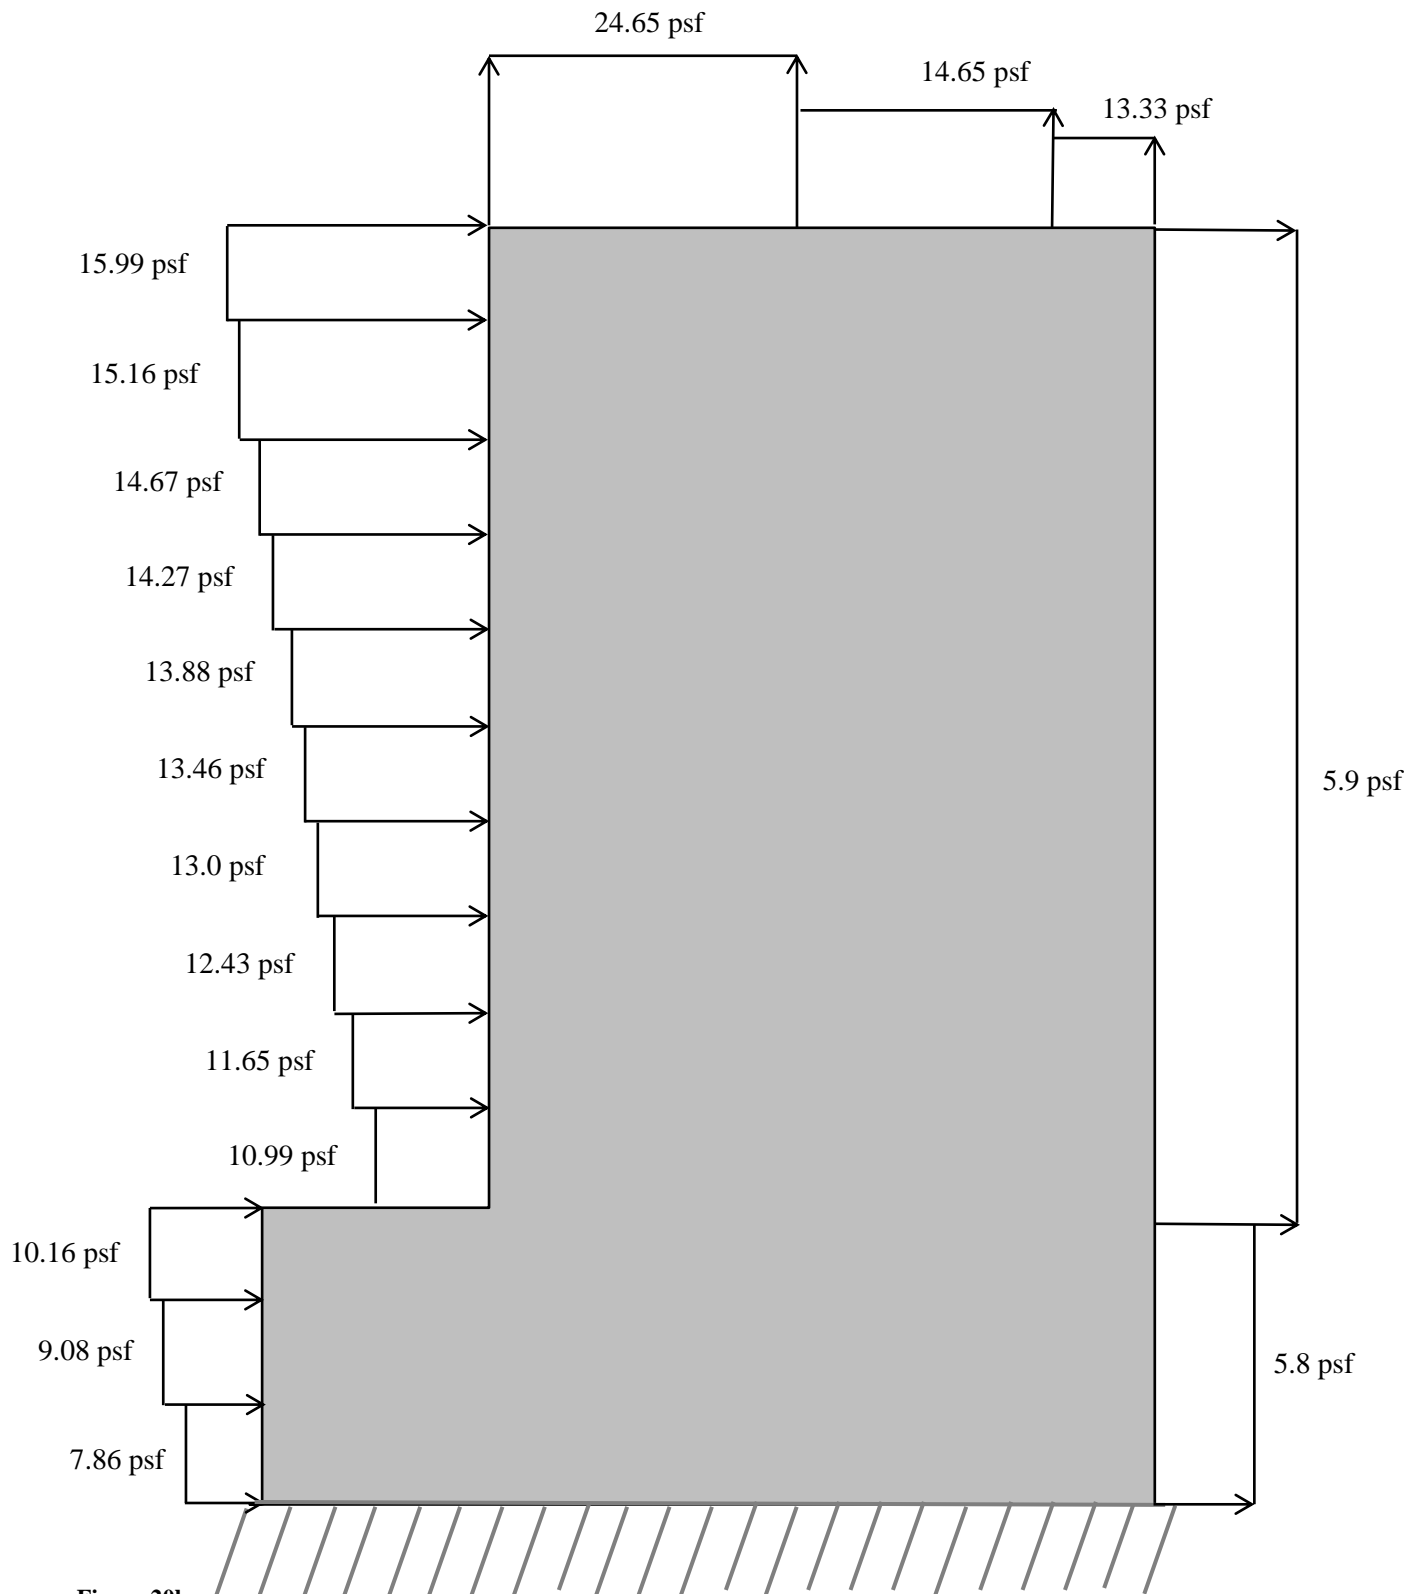 24.65 psf
14.65 psf
13.33 psf
15.99 psf
15.16 psf
14.67 psf
14.27 psf
13.88 psf
13.46 psf
5.9 psf
13.0 psf
12.43 psf
11.65 psf
10.99 psf
10.16 psf
9.08 psf
5.8 psf
7.86 psf